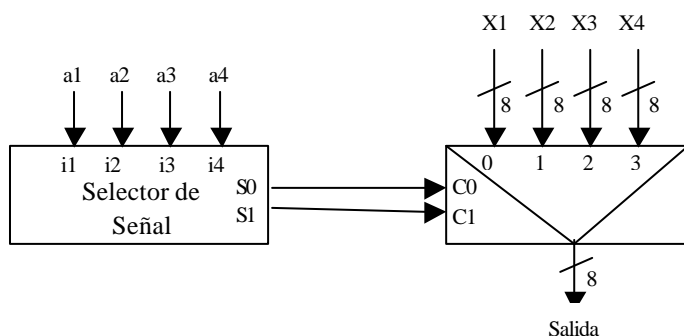 X1 X2 X3 X4
a1 a2 a3 a4
8 8 8 8
i1 i2 i3 i4
0 1 2 3
Selector de
Señal
S0
S1
C0
C1
8
Salida